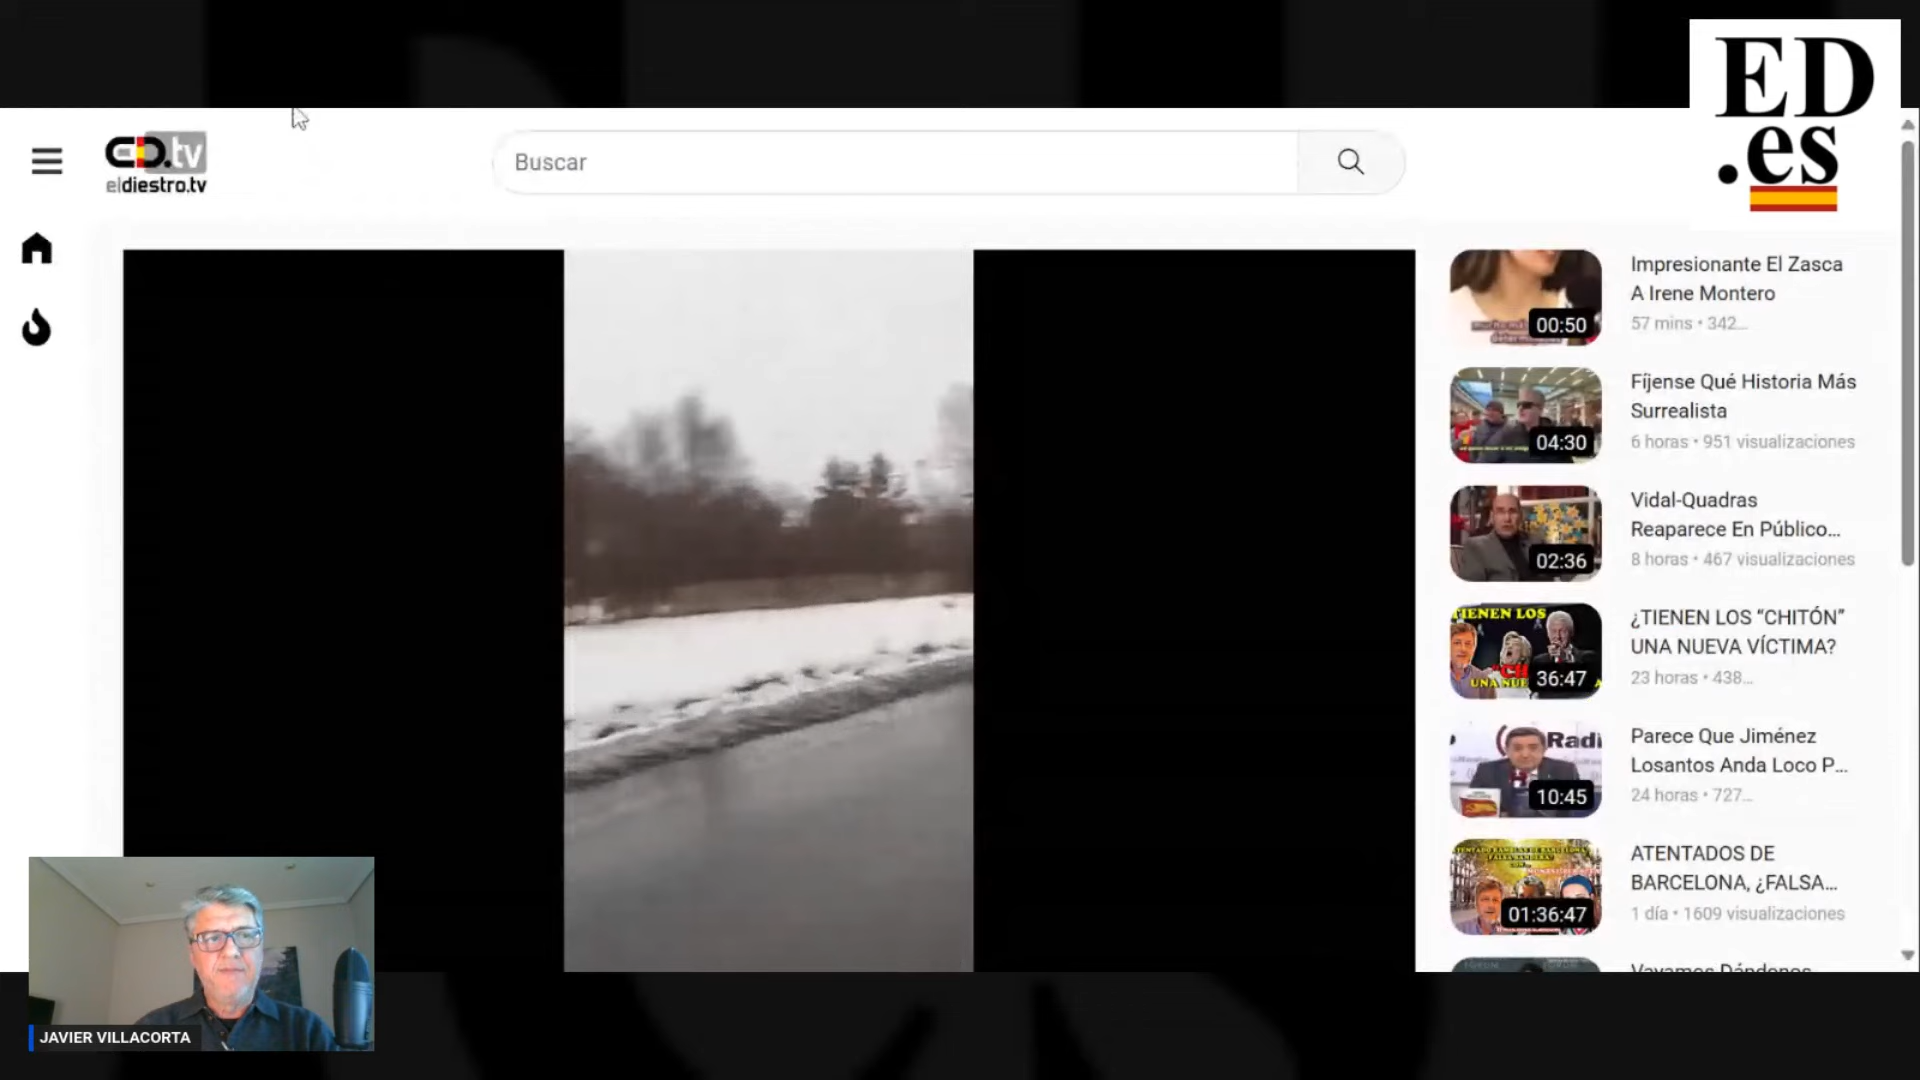 ED
.es
ED.tv
eldiestro.tv
Buscar
Impresionante El Zasca
A Irene Montero
57 mins • 342...
00:50
Fíjense Qué Historia Más
Surrealista
6 horas • 951 visualizaciones
04:30
Vidal-Quadras
Reaparece En Público...
8 horas • 467 visualizaciones
02:36
¿TIENEN LOS “CHITÓN”
UNA NUEVA VÍCTIMA?
23 horas • 438...
TIENEN LOS
36:47
Parece Que Jiménez
Losantos Anda Loco P...
24 horas • 727...
Radi
10:45
ATENTADOS DE
BARCELONA, ¿FALSA...
1 día • 1609 visualizaciones
01:36:47
Vayamos Dándonos
JAVIER VILLACORTA